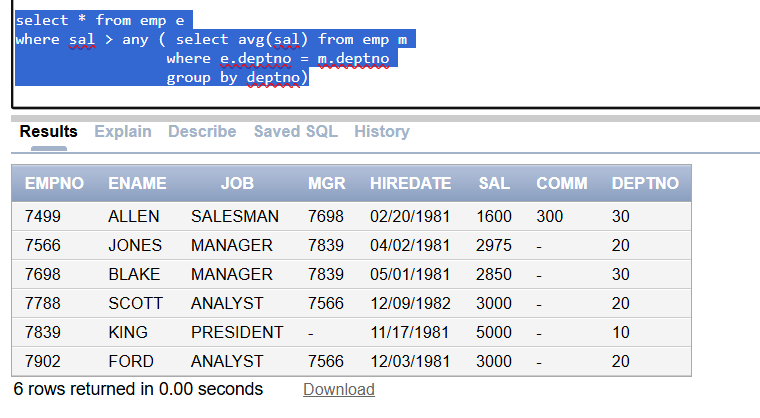 select * from emp e
where sal > any ( select avg(sal) from emp m
where e.deptno = m.deptno
group by deptno)
Results Explain Describe Saved SQL History
EMPNO ENAME JOB MGR HIREDATE SAL COMM DEPTNO
7499 ALLEN SALESMAN 7698 02/20/1981 1600 300 30
7566 JONES MANAGER 7839 04/02/1981 2975 - 20
7698 BLAKE MANAGER 7839 05/01/1981 2850 - 30
7788 SCOTT ANALYST 7566 12/09/1982 3000 - 20
7839 KING PRESIDENT - 11/17/1981 5000 - 10
7902 FORD ANALYST 7566 12/03/1981 3000 - 20
6 rows returned in 0.00 seconds Download